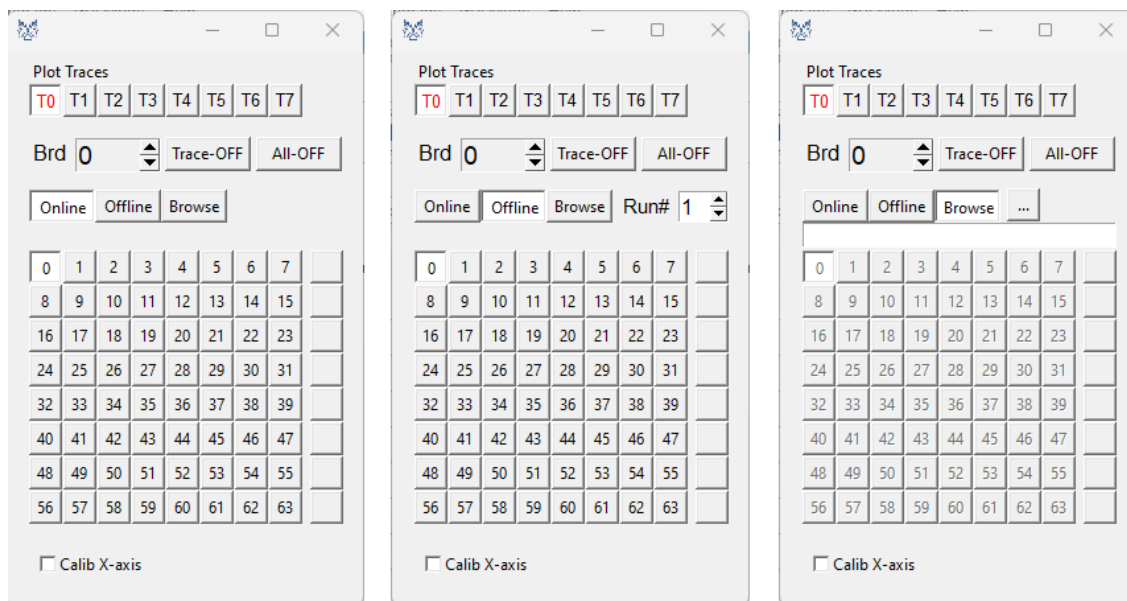 Plot Traces
T0 T1 T2 T3 T4 T5 T6 T7
Brd 0 Trace-OFF All-OFF
Online Offline Browse
0 1 2 3 4 5 6 7
8 9 10 11 12 13 14 15
16 17 18 19 20 21 22 23
24 25 26 27 28 29 30 31
32 33 34 35 36 37 38 39
40 41 42 43 44 45 46 47
48 49 50 51 52 53 54 55
56 57 58 59 60 61 62 63
Calib X-axis
Plot Traces
T0 T1 T2 T3 T4 T5 T6 T7
Brd 0 Trace-OFF All-OFF
Online Offline Browse Run# 1
0 1 2 3 4 5 6 7
8 9 10 11 12 13 14 15
16 17 18 19 20 21 22 23
24 25 26 27 28 29 30 31
32 33 34 35 36 37 38 39
40 41 42 43 44 45 46 47
48 49 50 51 52 53 54 55
56 57 58 59 60 61 62 63
Calib X-axis
Plot Traces
T0 T1 T2 T3 T4 T5 T6 T7
Brd 0 Trace-OFF All-OFF
Online Offline Browse ...
0 1 2 3 4 5 6 7
8 9 10 11 12 13 14 15
16 17 18 19 20 21 22 23
24 25 26 27 28 29 30 31
32 33 34 35 36 37 38 39
40 41 42 43 44 45 46 47
48 49 50 51 52 53 54 55
56 57 58 59 60 61 62 63
Calib X-axis